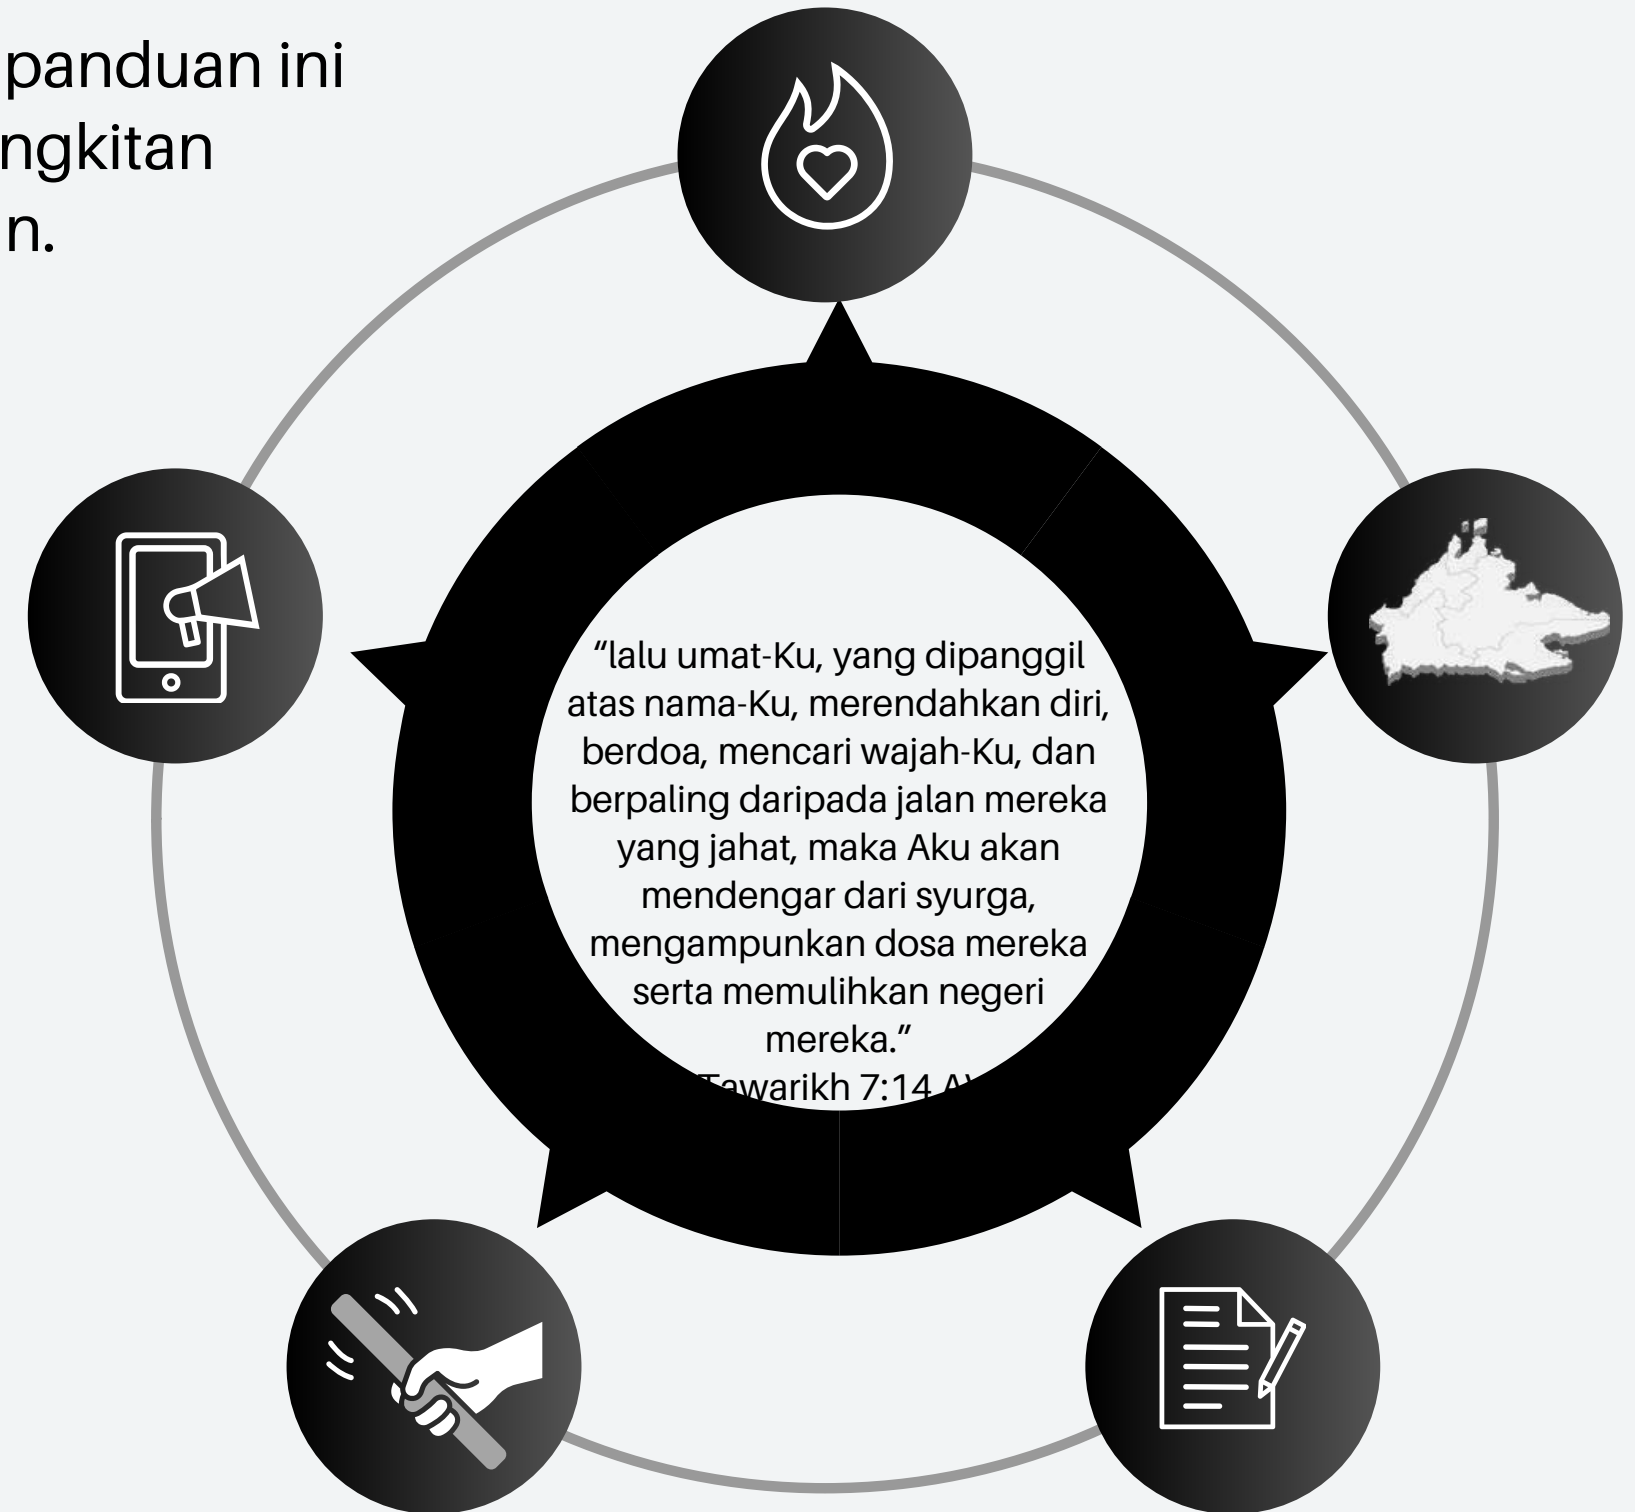 panduan ini
ngkitan
n.
“lalu umat-Ku, yang dipanggil
atas nama-Ku, merendahkan diri,
berdoa, mencari wajah-Ku, dan
berpaling daripada jalan mereka
yang jahat, maka Aku akan
mendengar dari syurga,
mengampunkan dosa mereka
serta memulihkan negeri
mereka.”
Tawarikh 7:14